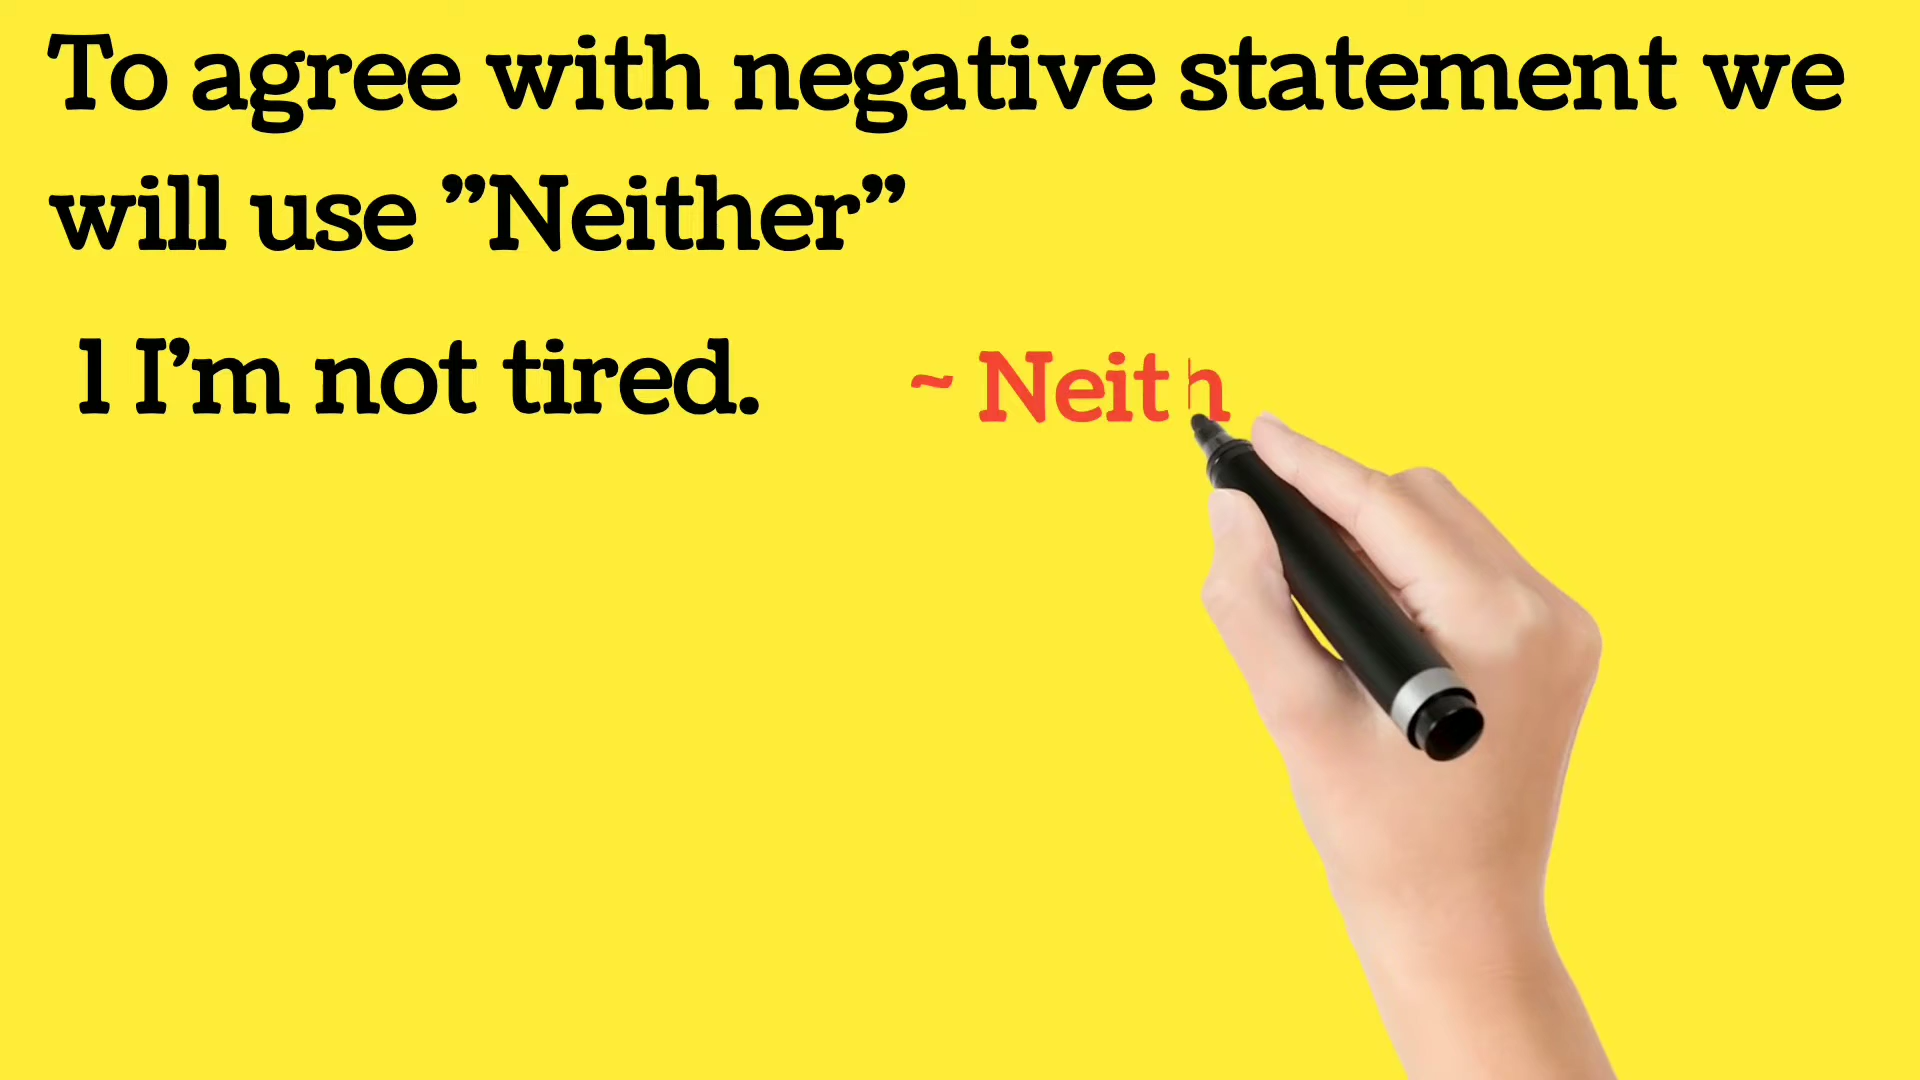 To agree with negative statement we
will use ”Neither”
1 I’m not tired. ~ Neith